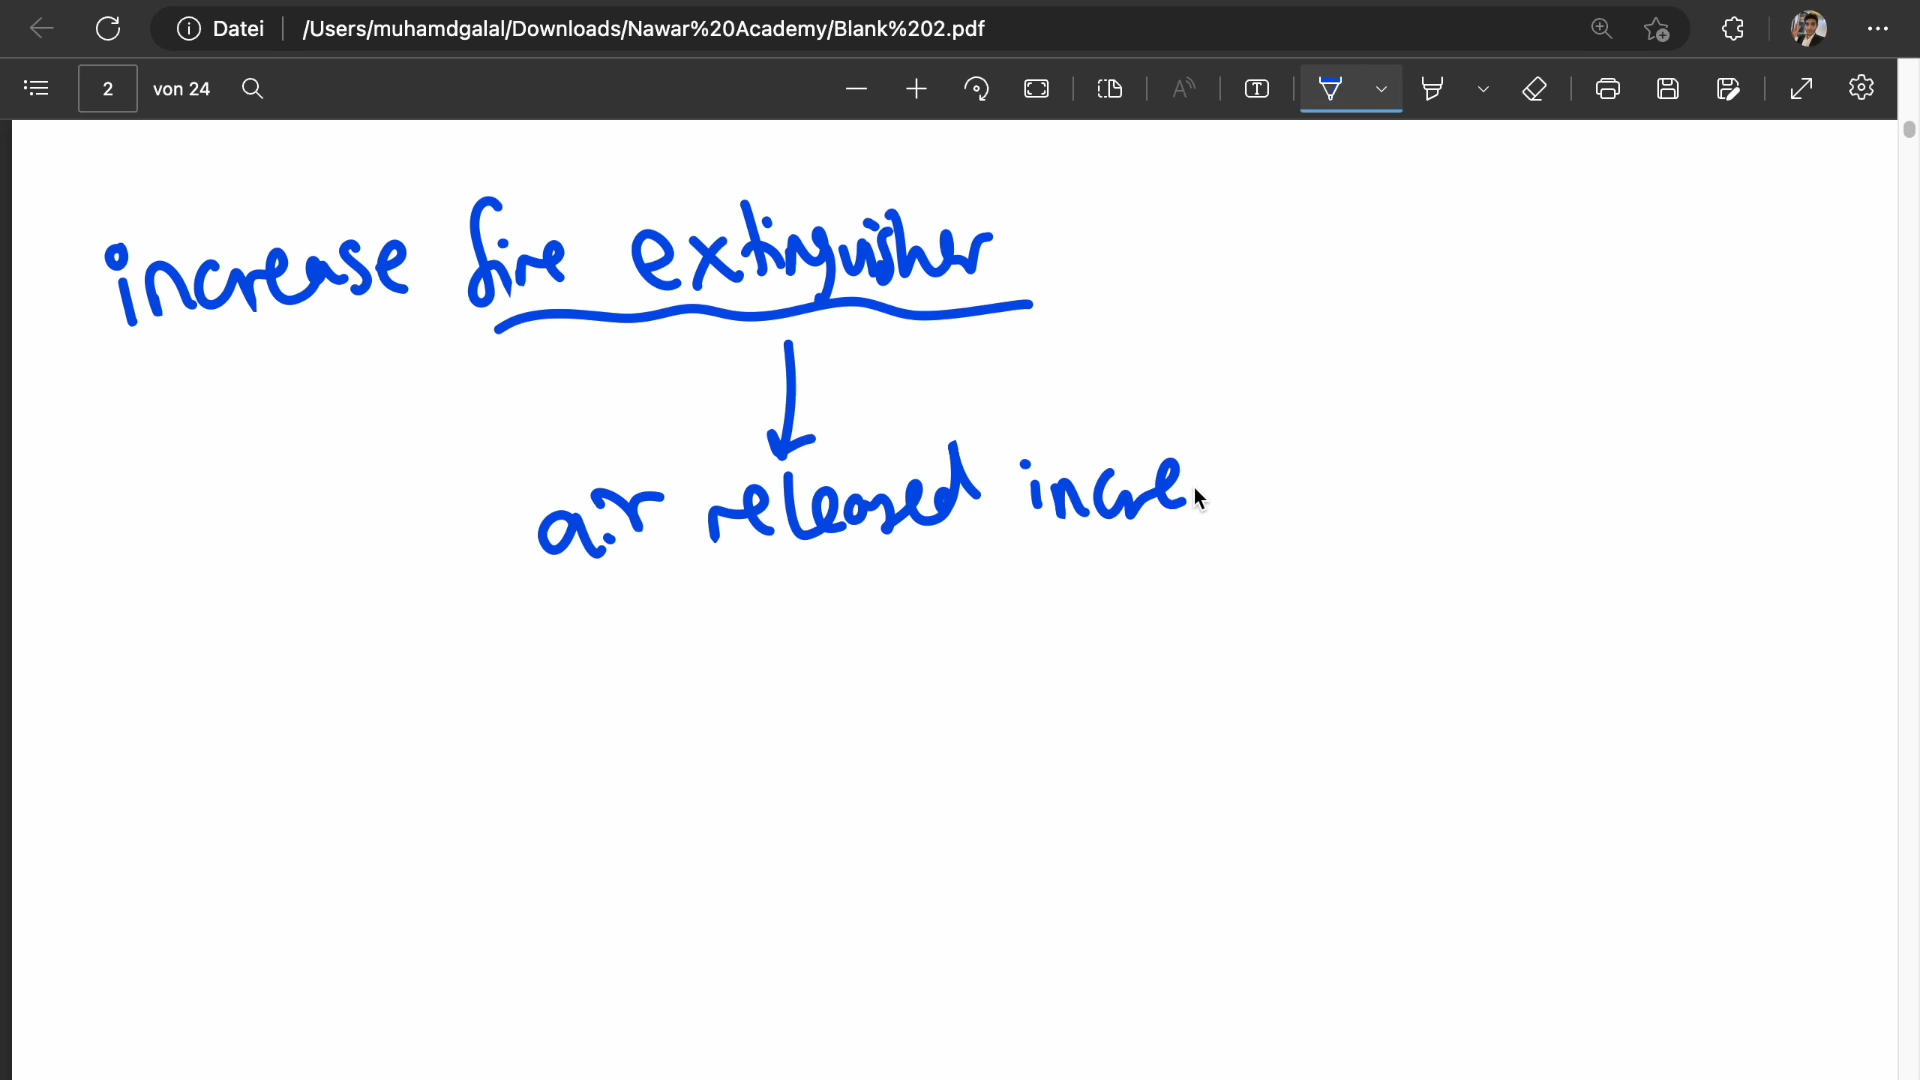 Datei /Users/muhamdgalal/Downloads/Nawar%20Academy/Blank%202.pdf
2 von 24
increase fire extinguisher
air released incre